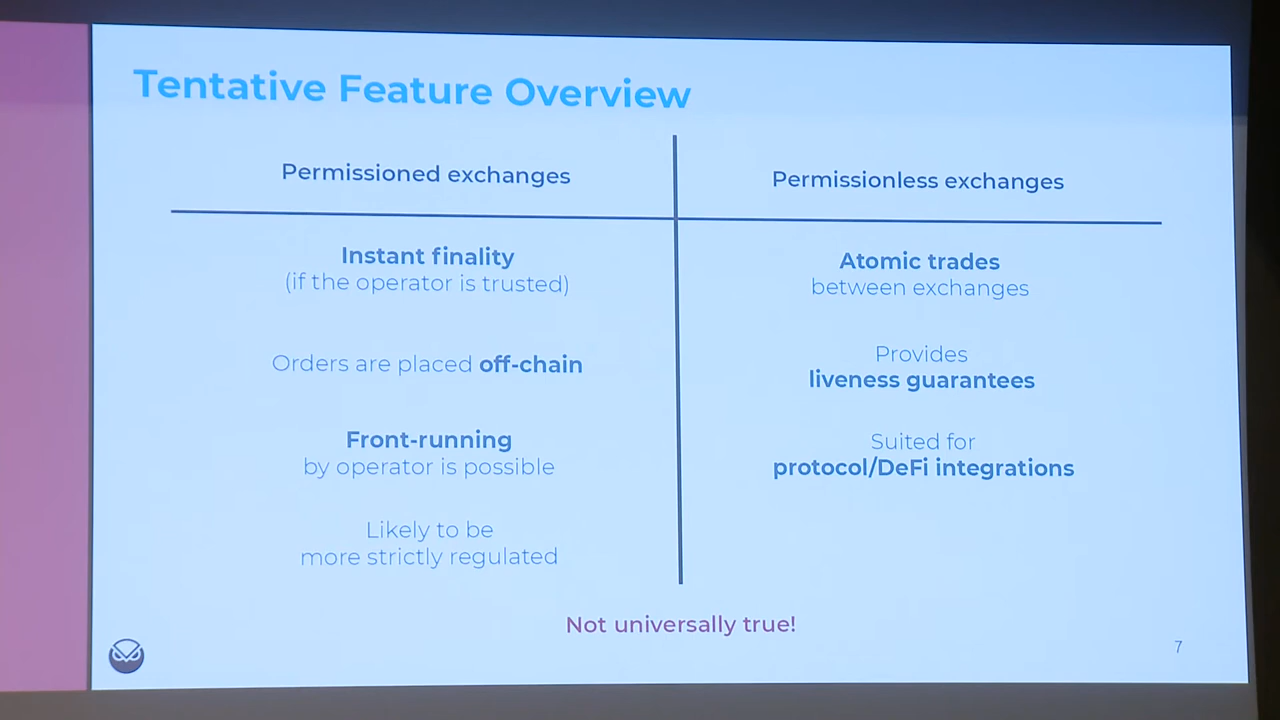 Tentative Feature Overview
Permissioned exchanges
Instant finality
(if the operator is trusted)
Orders are placed off-chain
Front-running
by operator is possible
Likely to be
more strictly regulated
Permissionless exchanges
Atomic trades
between exchanges
Provides
liveness guarantees
Suited for
protocol/DeFi integrations
Not universally true!
7